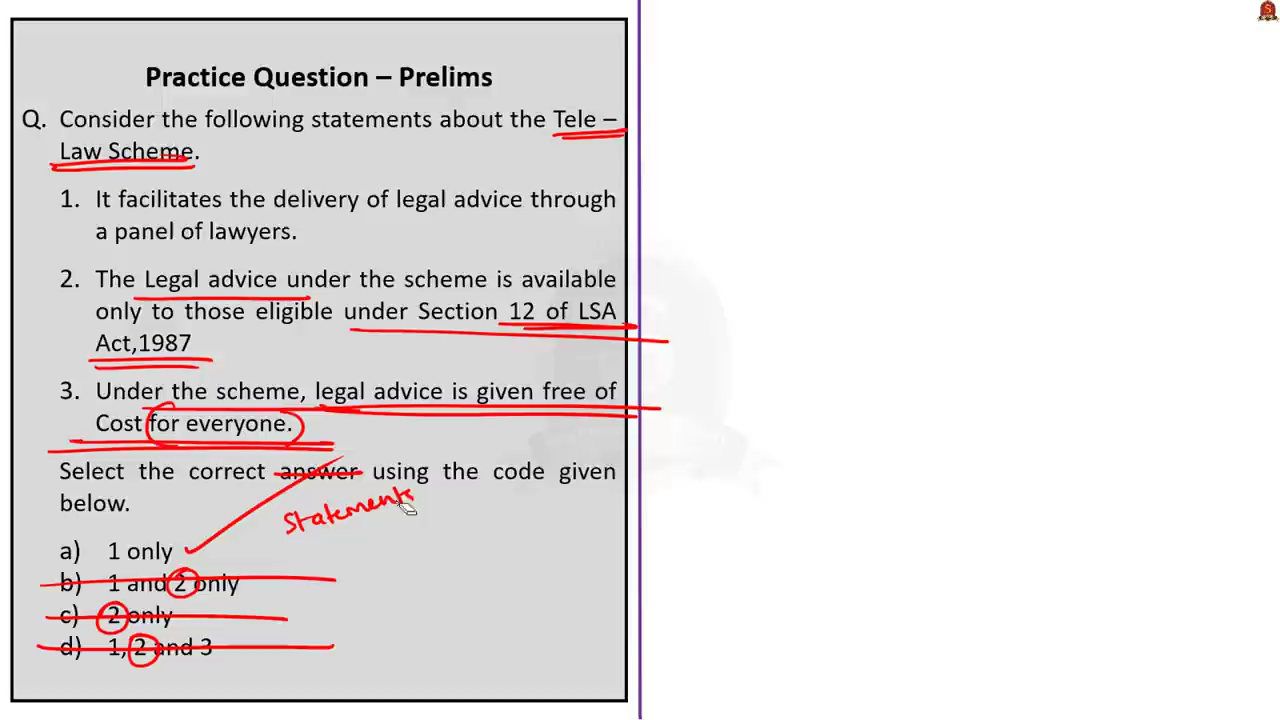 Practice Question – Prelims
Q. Consider the following statements about the Tele –
Law Scheme.
1. It facilitates the delivery of legal advice through
a panel of lawyers.
2. The Legal advice under the scheme is available
only to those eligible under Section 12 of LSA
Act,1987
3. Under the scheme, legal advice is given free of
Cost for everyone.
Select the correct answer using the code given
below.
statements
a) 1 only
b) 1 and 2 only
c) 2 only
d) 1, 2 and 3